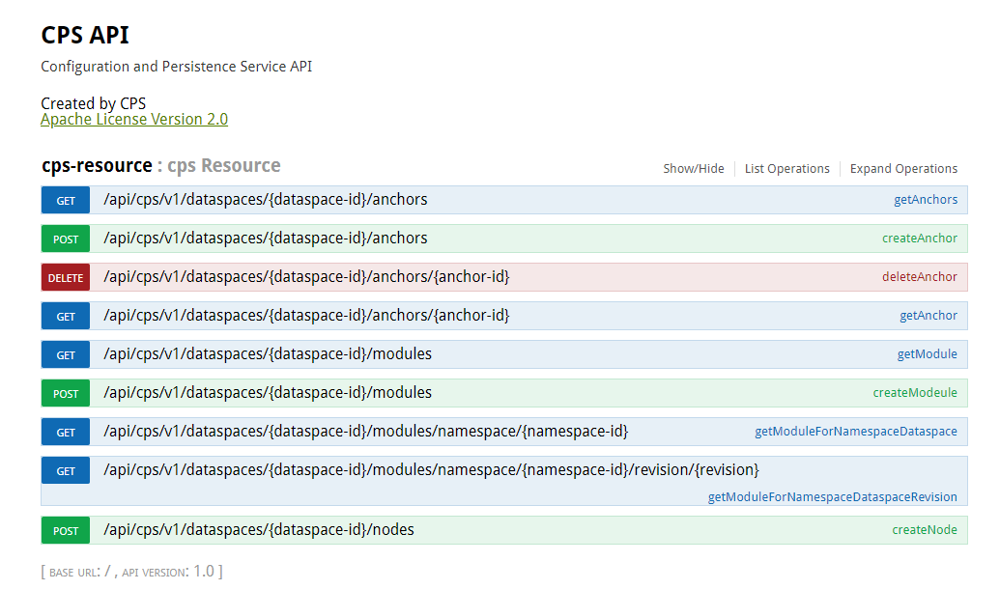 CPS API
Configuration and Persistence Service API
Created by CPS
Apache License Version 2.0
cps-resource : cps Resource Show/Hide List Operations Expand Operations
GET /api/cps/v1/dataspaces/{dataspace-id}/anchors getAnchors
POST /api/cps/v1/dataspaces/{dataspace-id}/anchors createAnchor
DELETE /api/cps/v1/dataspaces/{dataspace-id}/anchors/{anchor-id} deleteAnchor
GET /api/cps/v1/dataspaces/{dataspace-id}/anchors/{anchor-id} getAnchor
GET /api/cps/v1/dataspaces/{dataspace-id}/modules getModule
POST /api/cps/v1/dataspaces/{dataspace-id}/modules createModeule
GET /api/cps/v1/dataspaces/{dataspace-id}/modules/namespace/{namespace-id} getModuleForNamespaceDataspace
GET /api/cps/v1/dataspaces/{dataspace-id}/modules/namespace/{namespace-id}/revision/{revision}
getModuleForNamespaceDataspaceRevision
POST /api/cps/v1/dataspaces/{dataspace-id}/nodes createNode
[ BASE URL: / , API VERSION: 1.0 ]